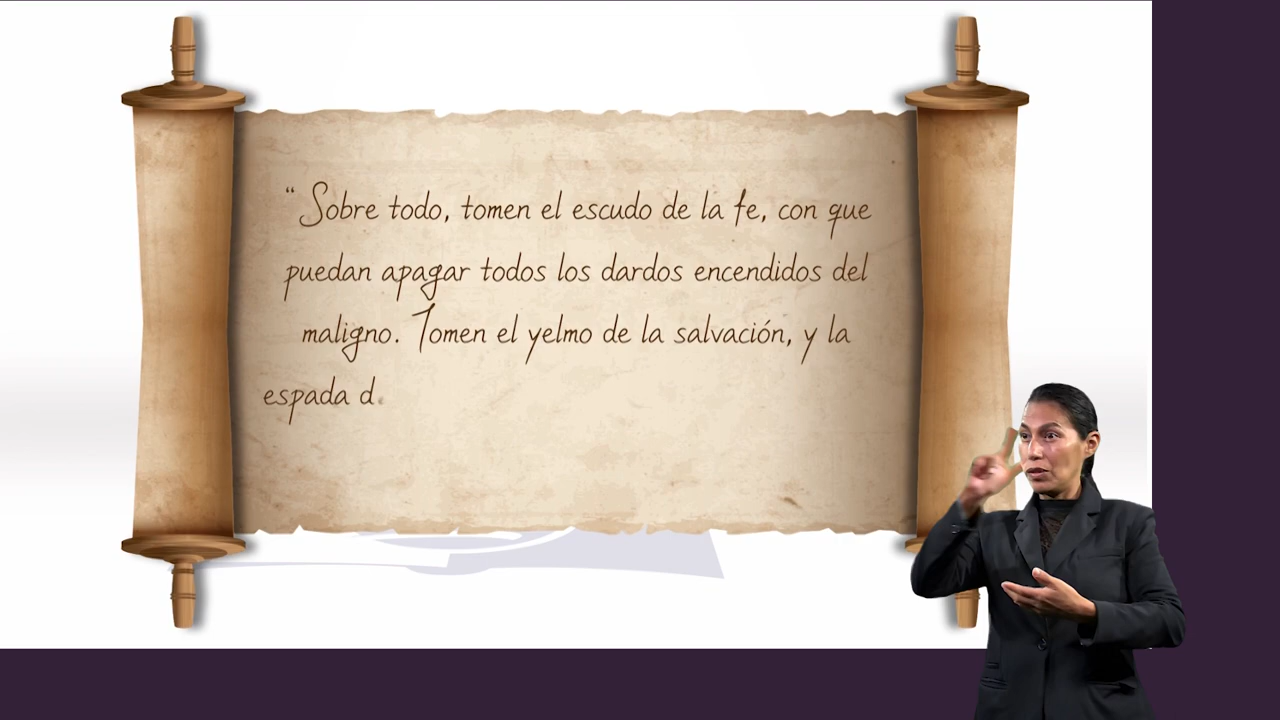 “ Sobre todo, tomen el escudo de la fe, con que
puedan apagar todos los dardos encendidos del
maligno. Tomen el yelmo de la salvación, y la
espada d